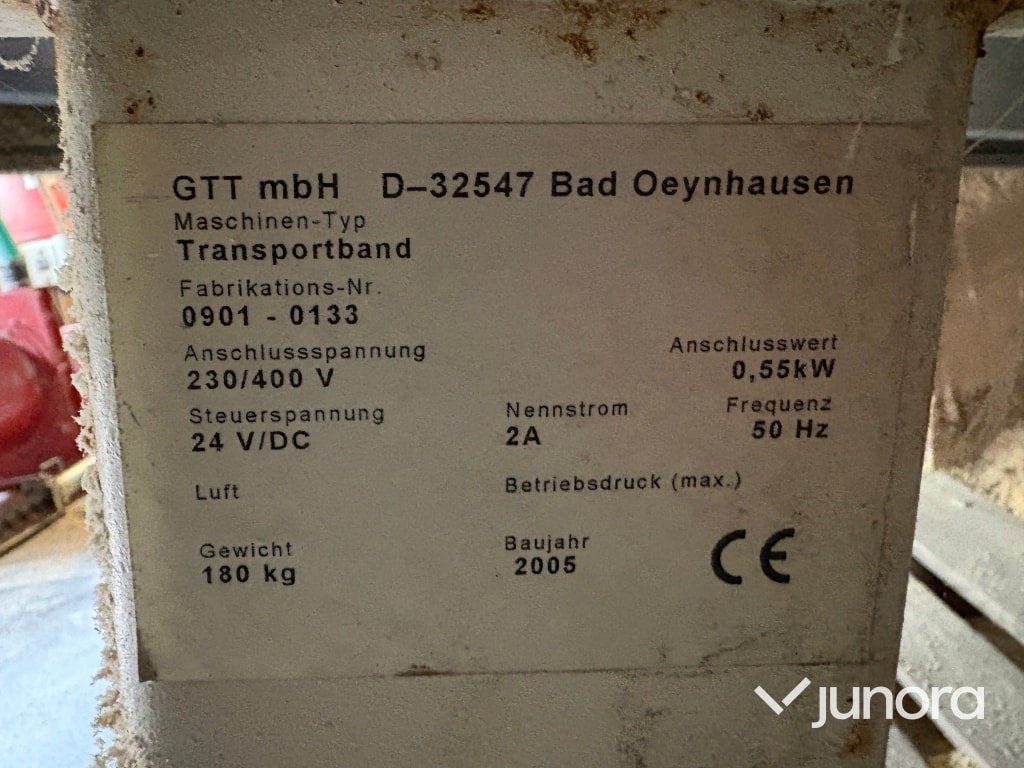 GTT mbH D–32547 Bad Oeynhausen
Maschinen-Typ
Transportband
Fabrikations-Nr.
0901 - 0133
Anschlussspannung Anschlusswert
230/400 V 0,55kW
Steuerspannung Nennstrom Frequenz
24 V/DC 2A 50 Hz
Luft Betriebsdruck (max.)
Gewicht Baujahr
180 kg 2005 CE
junora